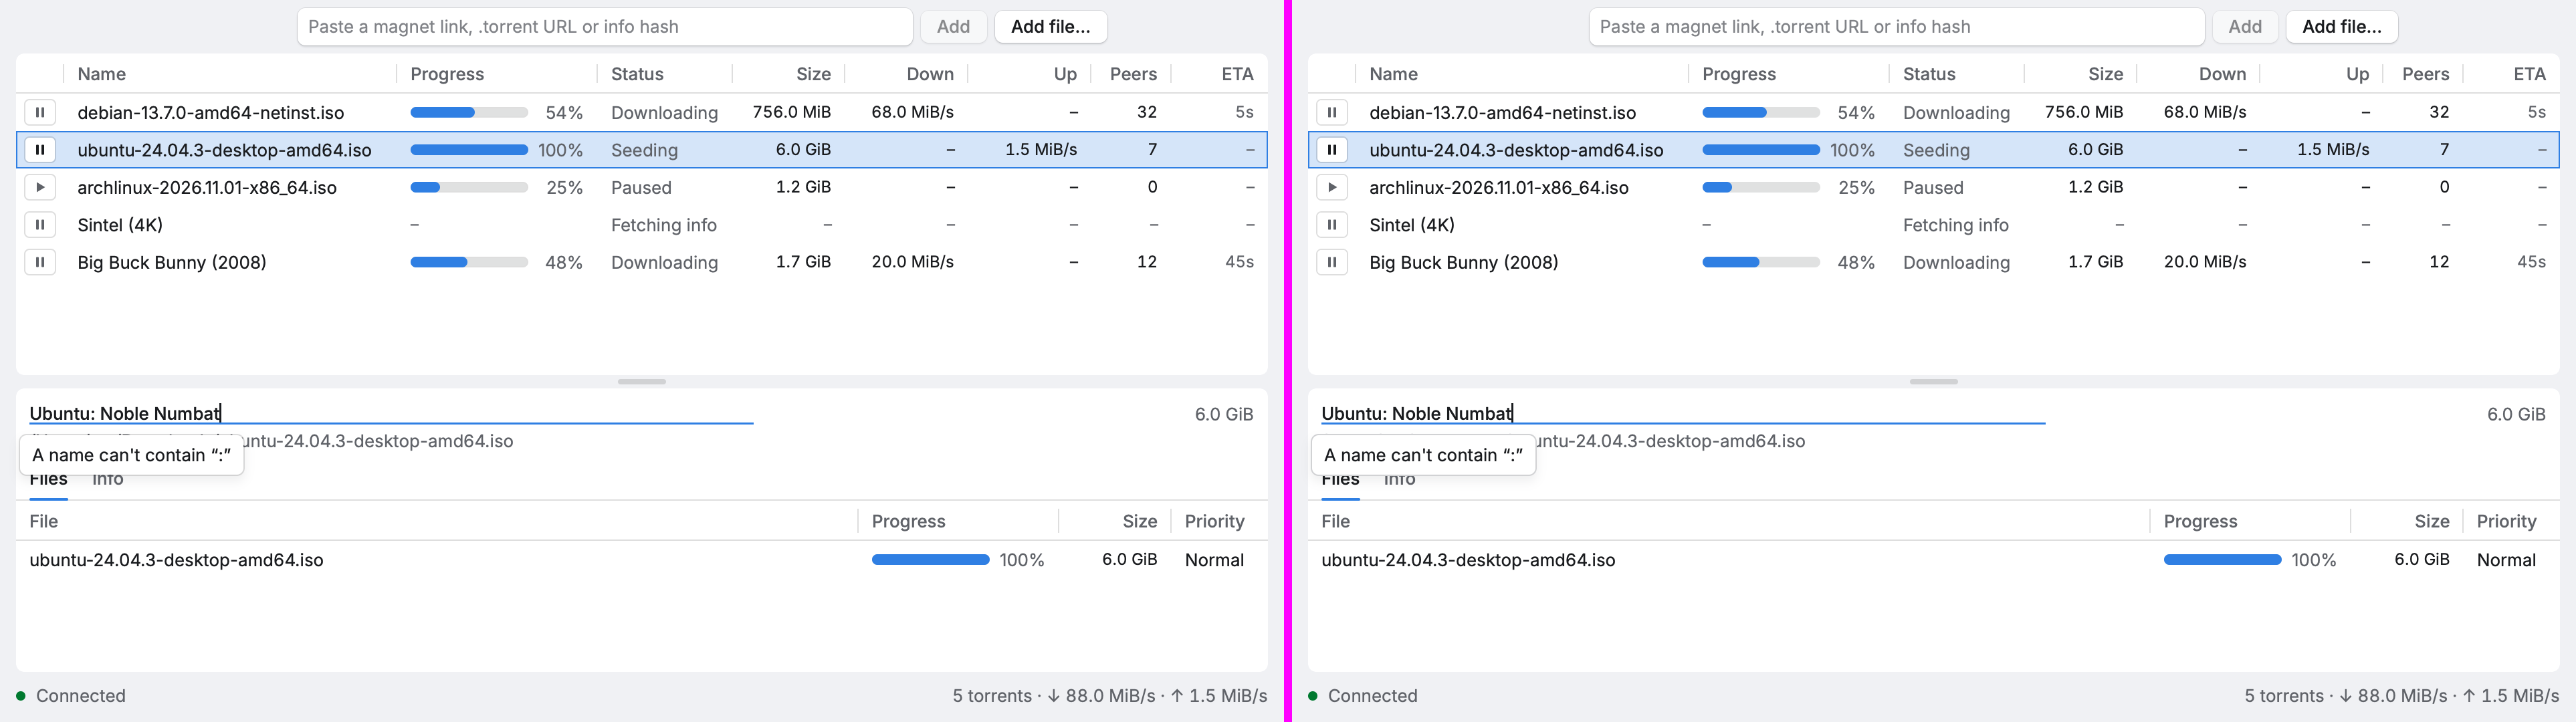 Paste a magnet link, .torrent URL or info hash Add Add file...
Name Progress Status Size Down Up Peers ETA
debian-13.7.0-amd64-netinst.iso 54% Downloading 756.0 MiB 68.0 MiB/s – 32 5s
ubuntu-24.04.3-desktop-amd64.iso 100% Seeding 6.0 GiB – 1.5 MiB/s 7 –
archlinux-2026.11.01-x86_64.iso 25% Paused 1.2 GiB – – 0 –
Sintel (4K) – Fetching info – – – – –
Big Buck Bunny (2008) 48% Downloading 1.7 GiB 20.0 MiB/s – 12 45s
Ubuntu: Noble Numbat 6.0 GiB
untu-24.04.3-desktop-amd64.iso
A name can't contain “:”
Files Info
File Progress Size Priority
ubuntu-24.04.3-desktop-amd64.iso 100% 6.0 GiB Normal
Connected 5 torrents · ↓ 88.0 MiB/s · ↑ 1.5 MiB/s
Paste a magnet link, .torrent URL or info hash Add Add file...
Name Progress Status Size Down Up Peers ETA
debian-13.7.0-amd64-netinst.iso 54% Downloading 756.0 MiB 68.0 MiB/s – 32 5s
ubuntu-24.04.3-desktop-amd64.iso 100% Seeding 6.0 GiB – 1.5 MiB/s 7 –
archlinux-2026.11.01-x86_64.iso 25% Paused 1.2 GiB – – 0 –
Sintel (4K) – Fetching info – – – – –
Big Buck Bunny (2008) 48% Downloading 1.7 GiB 20.0 MiB/s – 12 45s
Ubuntu: Noble Numbat 6.0 GiB
untu-24.04.3-desktop-amd64.iso
A name can't contain “:”
Files Info
File Progress Size Priority
ubuntu-24.04.3-desktop-amd64.iso 100% 6.0 GiB Normal
Connected 5 torrents · ↓ 88.0 MiB/s · ↑ 1.5 MiB/s